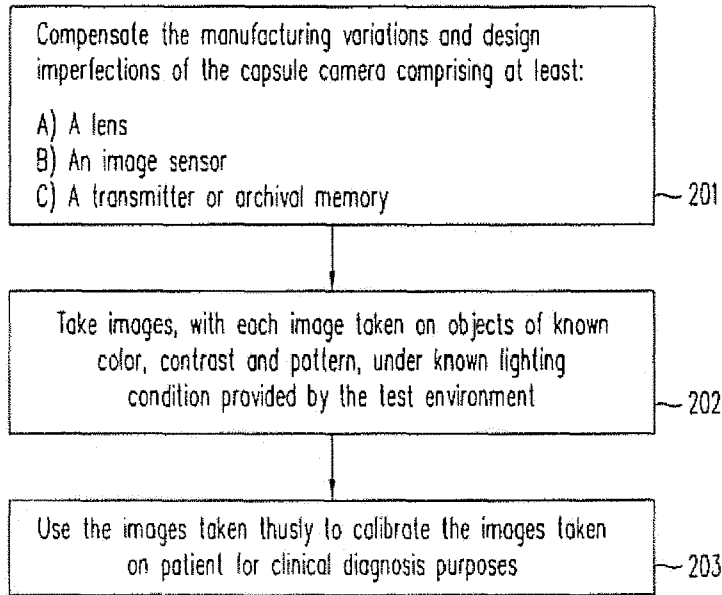 Compensate the manufacturing variations and design
imperfections of the capsule camera comprising at least:
A) A lens
B) An image sensor
C) A transmitter or archival memory
201
Take images, with each image taken on objects of known
color, contrast and pattern, under known lighting
condition provided by the test environment
202
Use the images taken thusly to calibrate the images taken
on patient for clinical diagnosis purposes
203